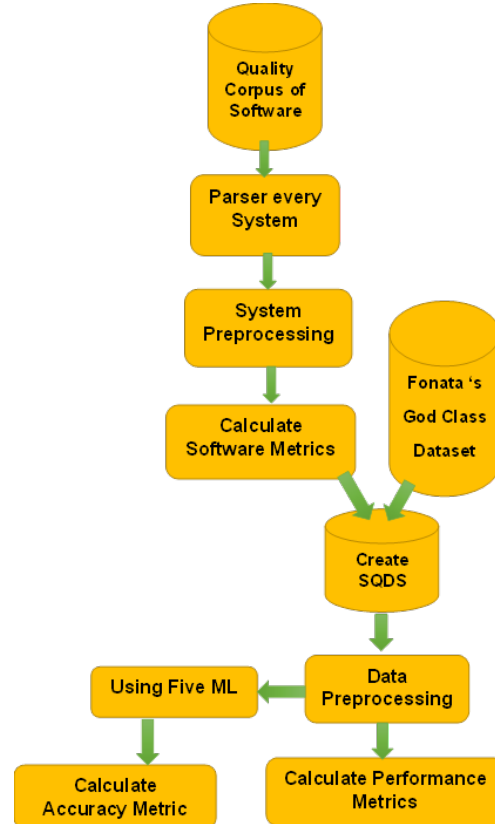 Quality
Corpus of
Software
Parser every
System
System
Preprocessing
Fonata ‘s
God Class
Dataset
Calculate
Software Metrics
Create
SQDS
Data
Preprocessing
Using Five ML
Calculate
Accuracy Metric
Calculate Performance
Metrics